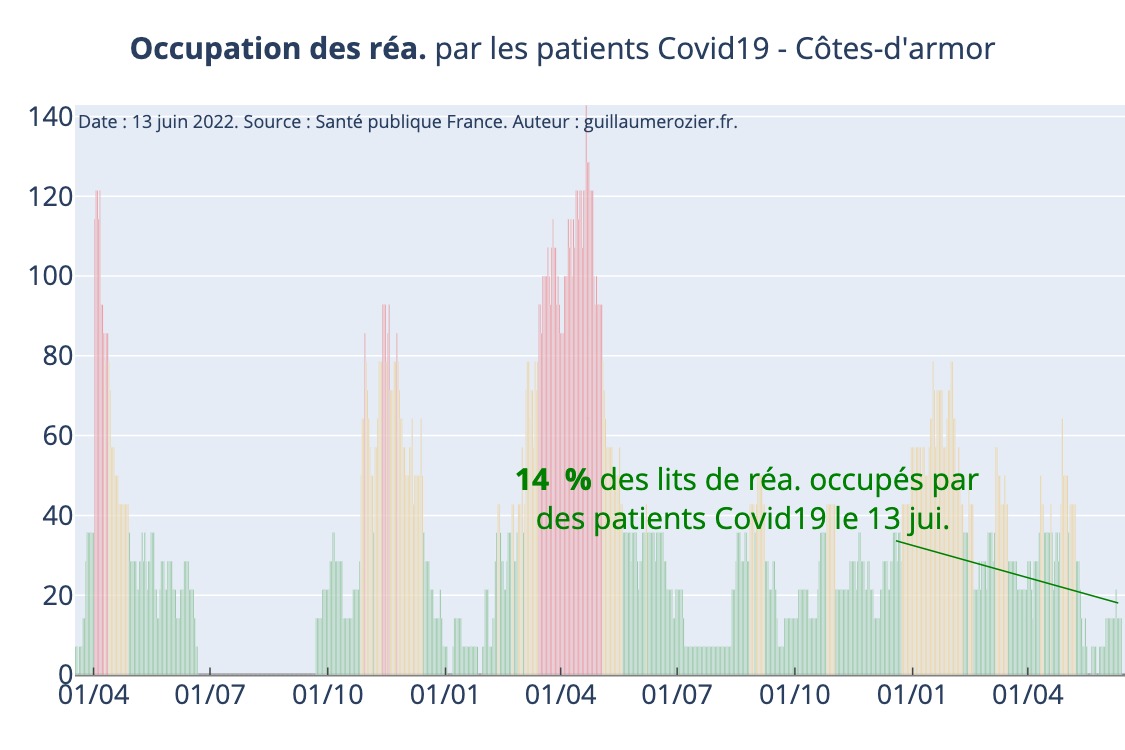 Occupation des réa. par les patients Covid19 - Côtes-d'armor
140
Date : 13 juin 2022. Source : Santé publique France. Auteur : guillaumerozier.fr.
120
100
80
60
14 % des lits de réa. occupés par
des patients Covid19 le 13 jui.
40
20
0
01/04 01/07 01/10 01/01 01/04 01/07 01/10 01/01 01/04